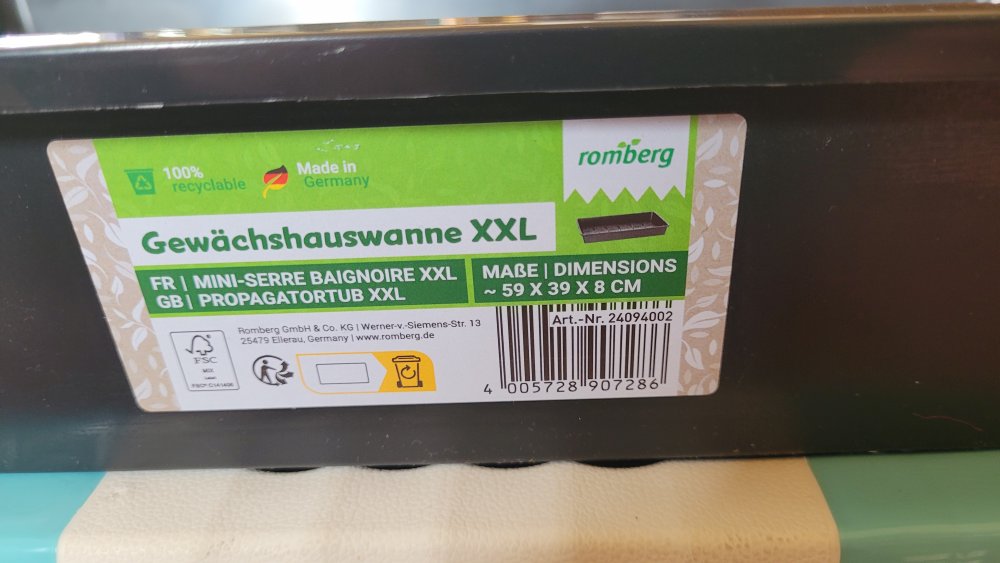 100%
recyclable
Made in
Germany
romberg
Gewächshauswanne XXL
FR | MINI-SERRE BAIGNOIRE XXL
GB | PROPAGATORTUB XXL
MAßE | DIMENSIONS
~ 59 X 39 X 8 CM
Romberg GmbH & Co. KG | Werner-v.-Siemens-Str. 13
25479 Ellerau, Germany | www.romberg.de
Art.-Nr. 24094002
FSC
MIX
4 005728 907286